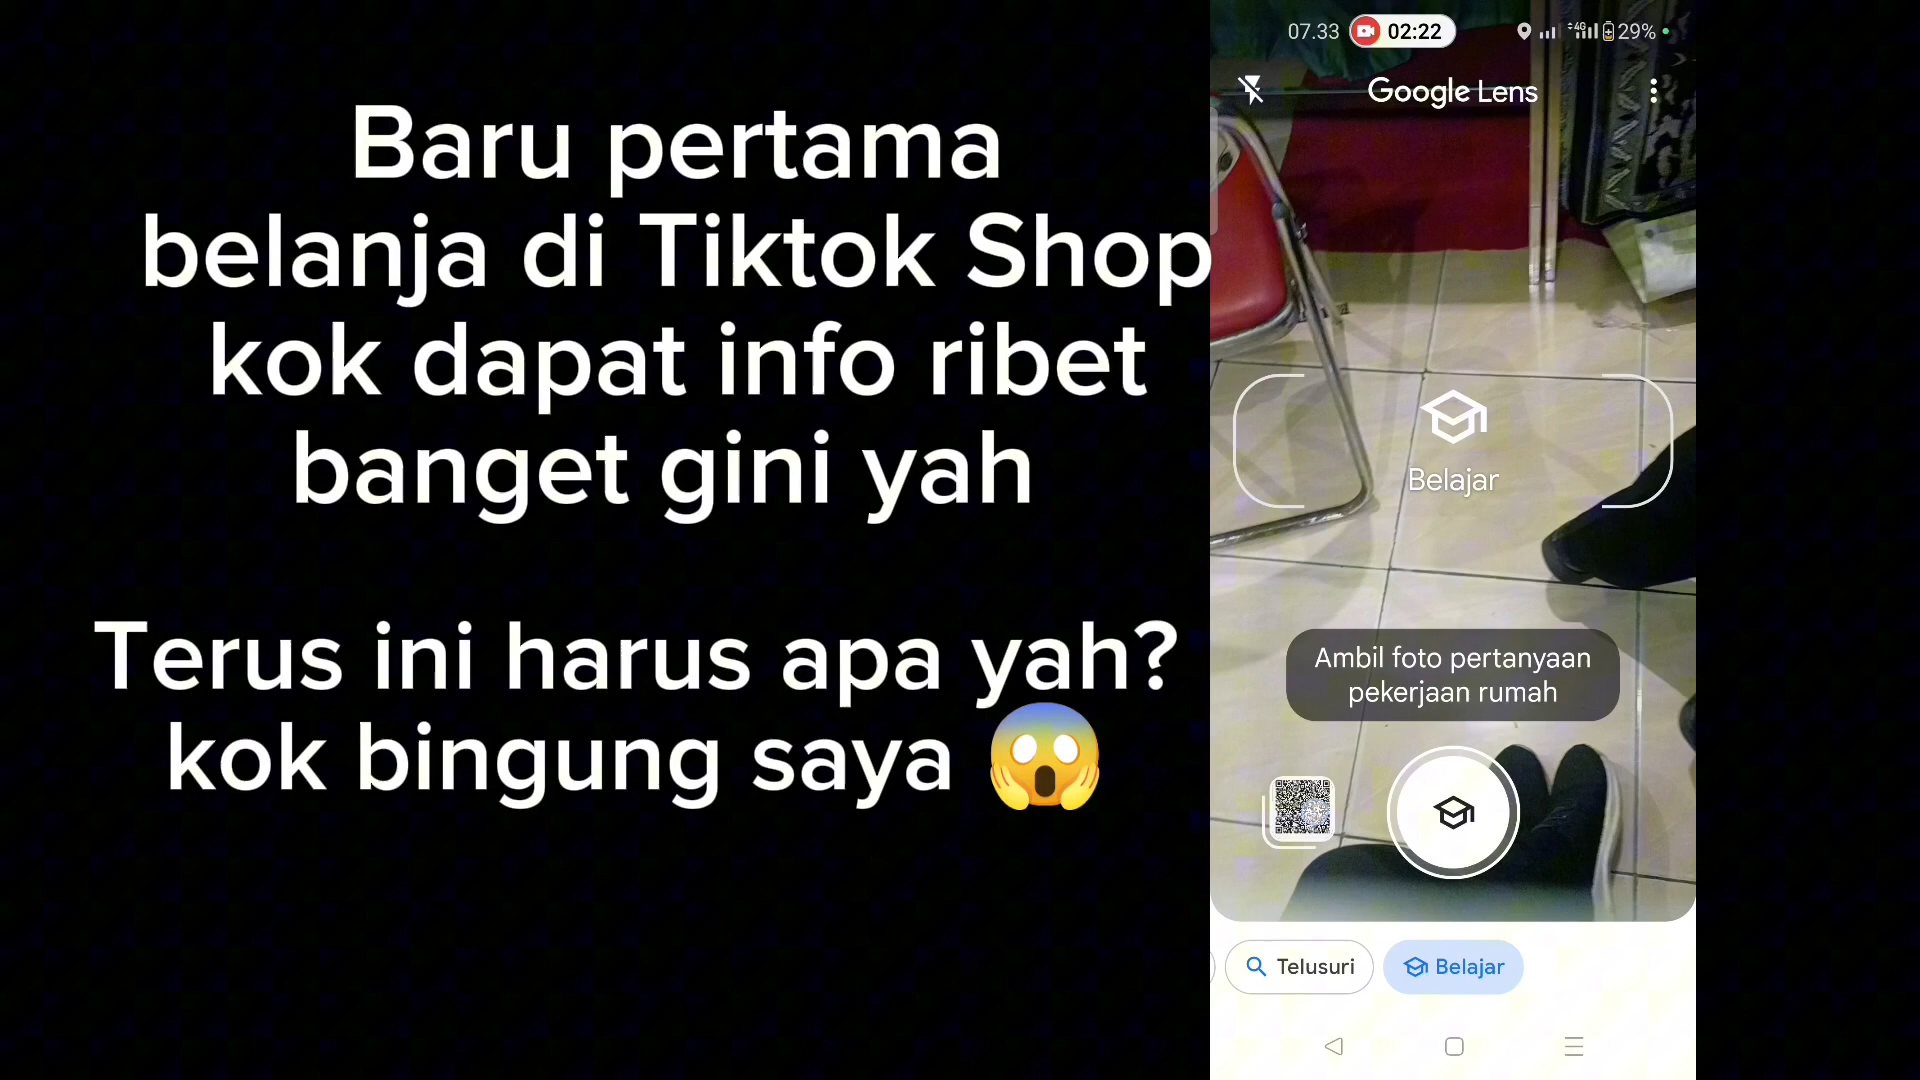 Baru pertama
belanja di Tiktok Shop
kok dapat info ribet
banget gini yah
Terus ini harus apa yah?
kok bingung saya 😱
07.33 02:22 4G 29%
Google Lens
Belajar
Ambil foto pertanyaan
pekerjaan rumah
Telusuri Belajar